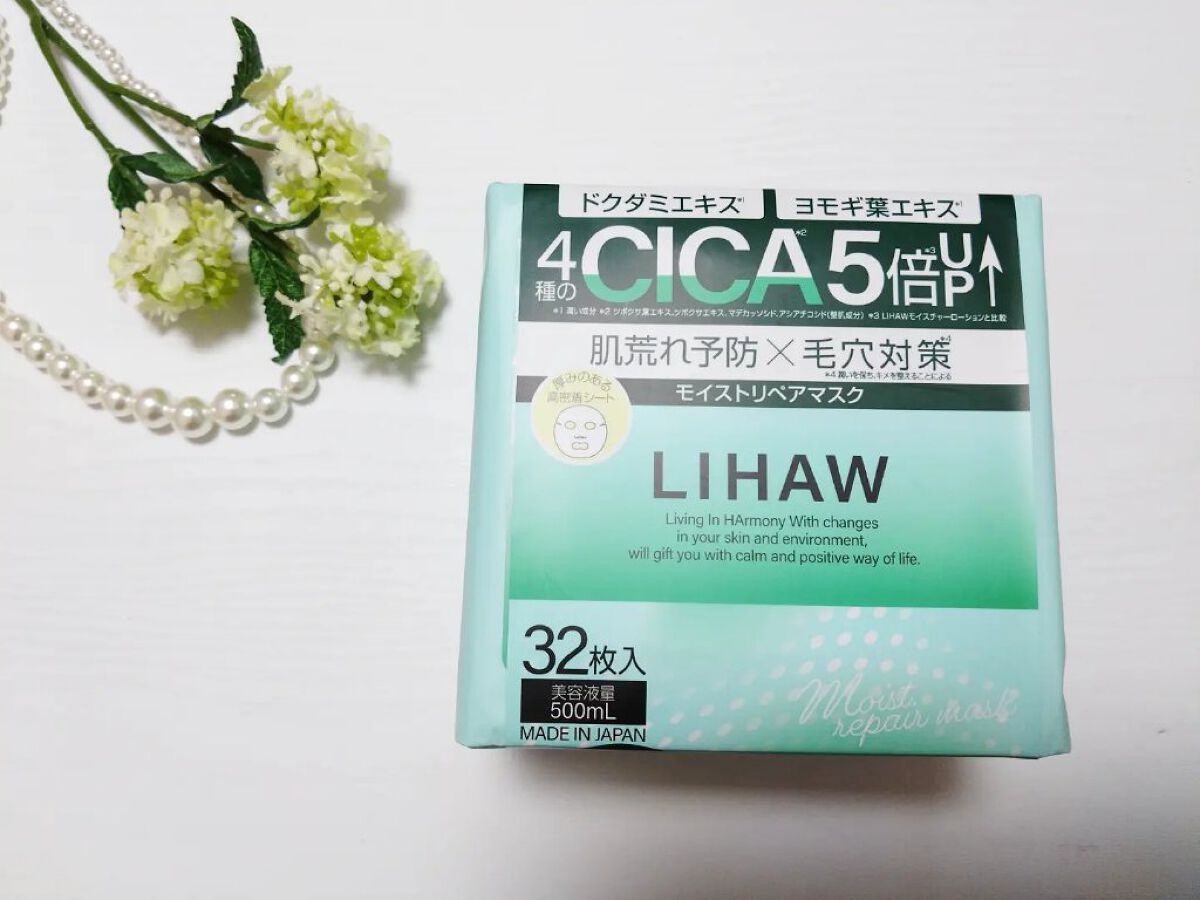 ドクダミエキス*1 ヨモギ葉エキス*1
4種のCICA*2 5倍*3 UP↑
*1 潤い成分 *2 ツボクサ葉エキス,ツボクサエキス,マデカッソシド,アシアチコシド(整肌成分) *3 LIHAWモイスチャーローションと比較
肌荒れ予防×毛穴対策*4
*4 潤いを保ち,キメを整えることによる
モイストリペアマスク
厚みのある
高密着シート
LIHAW
Living In HArmony With changes
in your skin and environment,
will gift you with calm and positive way of life.
32枚入
美容液量
500mL
MADE IN JAPAN
Moist
repair mask